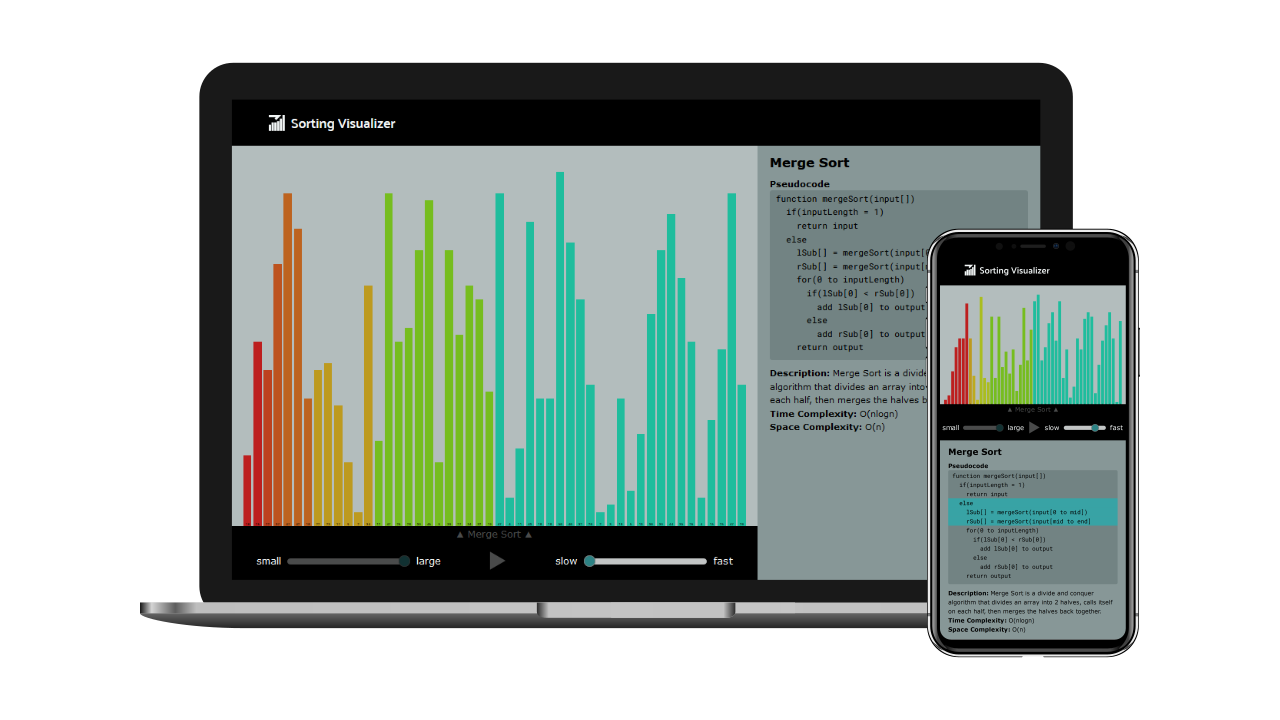 Sorting Visualizer
Merge Sort
Pseudocode
function mergeSort(input[])
if(inputLength = 1)
return input
else
lSub[] = mergeSort(input[
rSub[] = mergeSort(input[
for(0 to inputLength)
if(lSub[0] < rSub[0])
add lSub[0] to output
else
add rSub[0] to output
return output
Description: Merge Sort is a divide
algorithm that divides an array into
each half, then merges the halves b
Time Complexity: O(nlogn)
Space Complexity: O(n)
▲ Merge Sort ▲
small large slow fast
Sorting Visualizer
▲ Merge Sort ▲
small large slow fast
Merge Sort
Pseudocode
function mergeSort(input[])
if(inputLength = 1)
return input
else
lSub[] = mergeSort(input[0 to mid[)
rSub[] = mergeSort(input[mid to end]
for(0 to inputLength)
if(lSub[0] < rSub[0])
add lSub[0] to output
else
add rSub[0] to output
return output
Description: Merge Sort is a divide and conquer
algorithm that divides an array into 2 halves, calls itself
on each half, then merges the halves back together.
Time Complexity: O(nlogn)
Space Complexity: O(n)